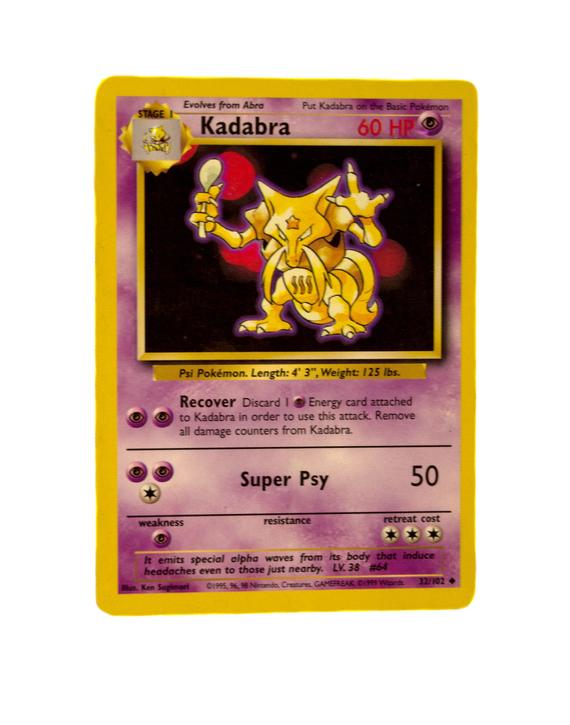 Evolves from Abra Put Kadabra on the Basic Pokémon
STAGE 1
Kadabra 60 HP
Psi Pokémon. Length: 4' 3", Weight: 125 lbs.
Recover Discard 1 Energy card attached
to Kadabra in order to use this attack. Remove
all damage counters from Kadabra.
Super Psy 50
weakness resistance retreat cost
It emits special alpha waves from its body that induce
headaches even to those just nearby. LV. 38 #64
Illus. Ken Sugimori ©1995, 96, 98 Nintendo, Creatures, GAMEFREAK. ©1999 Wizards. 32/102